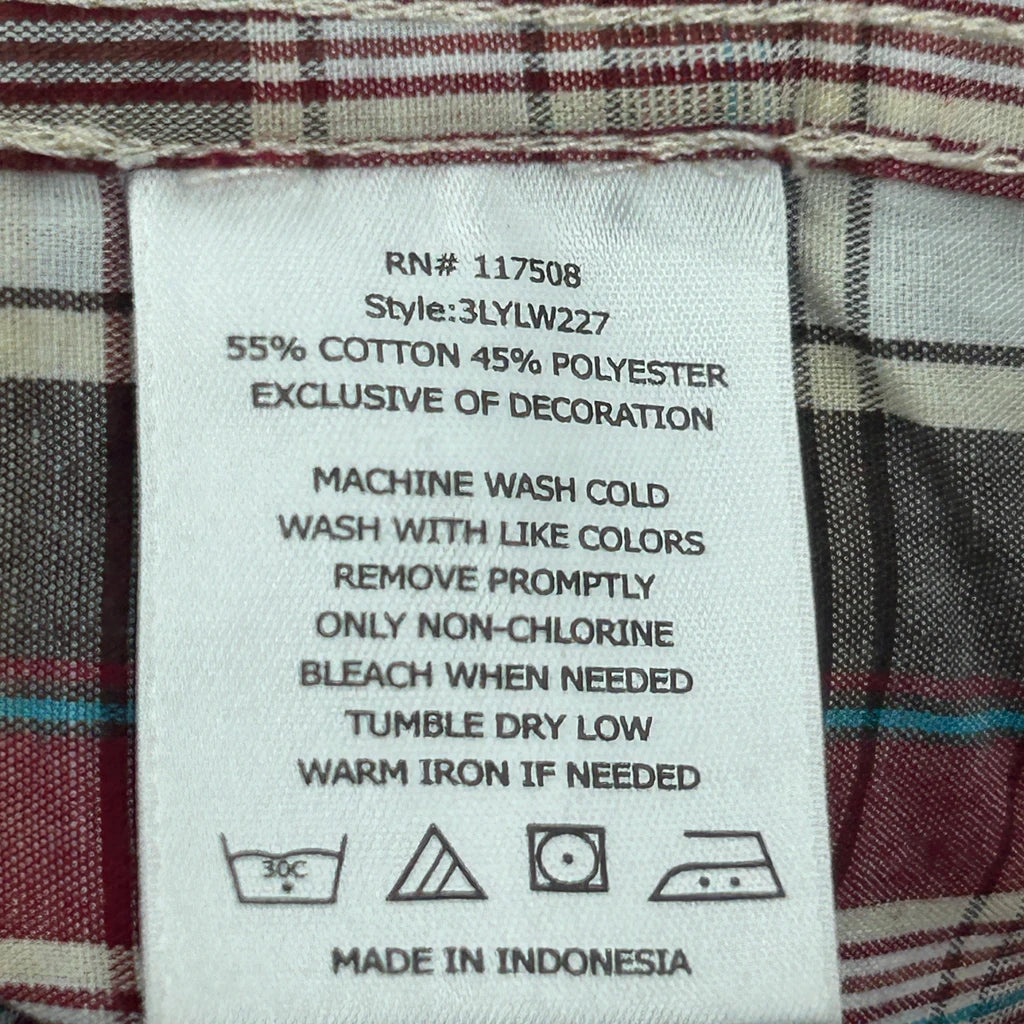 RN# 117508
Style:3LYLW227
55% COTTON 45% POLYESTER
EXCLUSIVE OF DECORATION
MACHINE WASH COLD
WASH WITH LIKE COLORS
REMOVE PROMPTLY
ONLY NON-CHLORINE
BLEACH WHEN NEEDED
TUMBLE DRY LOW
WARM IRON IF NEEDED
30C
MADE IN INDONESIA